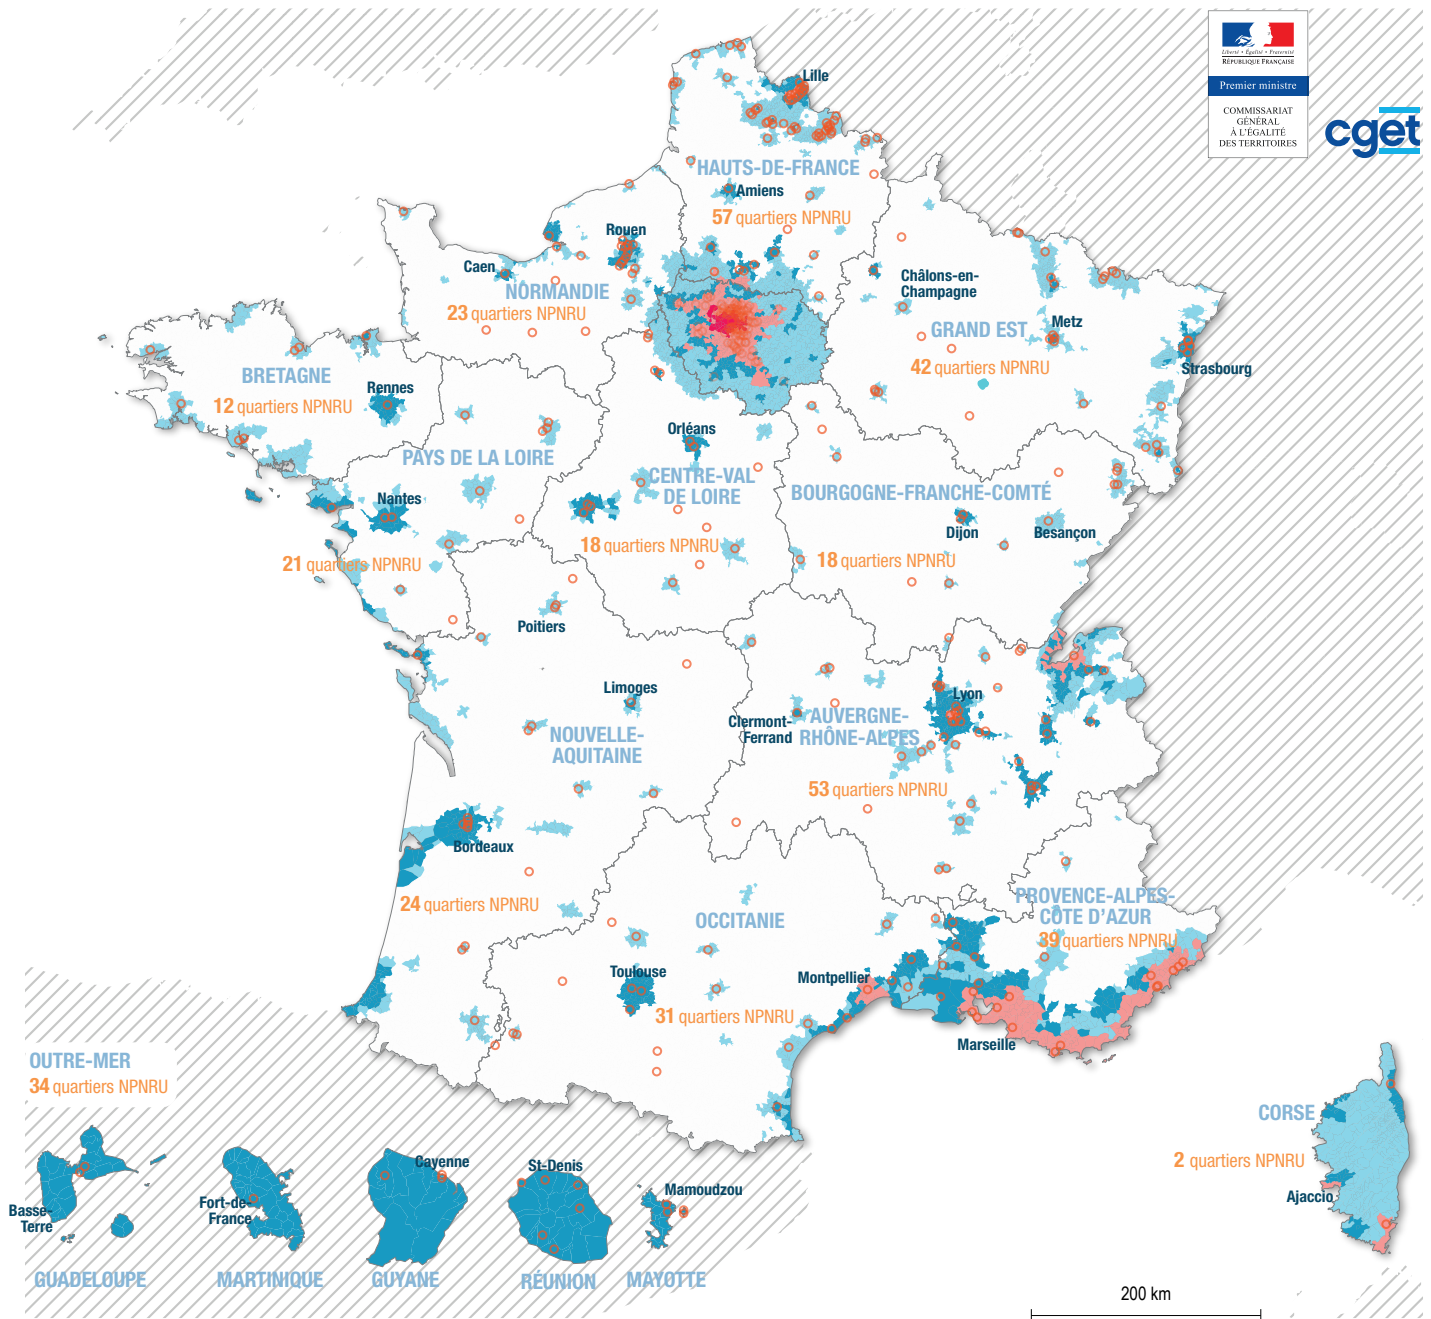 Liberté • Égalité • Fraternité
RÉPUBLIQUE FRANÇAISE
Premier ministre
COMMISSARIAT
GÉNÉRAL
À L'ÉGALITÉ
DES TERRITOIRES
cget
Lille
HAUTS-DE-FRANCE
Amiens
57 quartiers NPNRU
Rouen
Caen
NORMANDIE
23 quartiers NPNRU
Châlons-en-
Champagne
GRAND EST
Metz
42 quartiers NPNRU
Strasbourg
BRETAGNE
Rennes
12 quartiers NPNRU
Orléans
PAYS DE LA LOIRE
CENTRE-VAL
DE LOIRE
Nantes
18 quartiers NPNRU
21 quartiers NPNRU
BOURGOGNE-FRANCHE-COMTÉ
Dijon
Besançon
18 quartiers NPNRU
Poitiers
Limoges
NOUVELLE-
AQUITAINE
Clermont-
Ferrand
Lyon
AUVERGNE-
RHÔNE-ALPES
53 quartiers NPNRU
Bordeaux
24 quartiers NPNRU
OCCITANIE
PROVENCE-ALPES-
CÔTE D'AZUR
39 quartiers NPNRU
Toulouse
Montpellier
31 quartiers NPNRU
Marseille
OUTRE-MER
34 quartiers NPNRU
CORSE
2 quartiers NPNRU
Ajaccio
Basse-
Terre
GUADELOUPE
Fort-de-
France
MARTINIQUE
Cayenne
GUYANE
St-Denis
RÉUNION
Mamoudzou
MAYOTTE
200 km